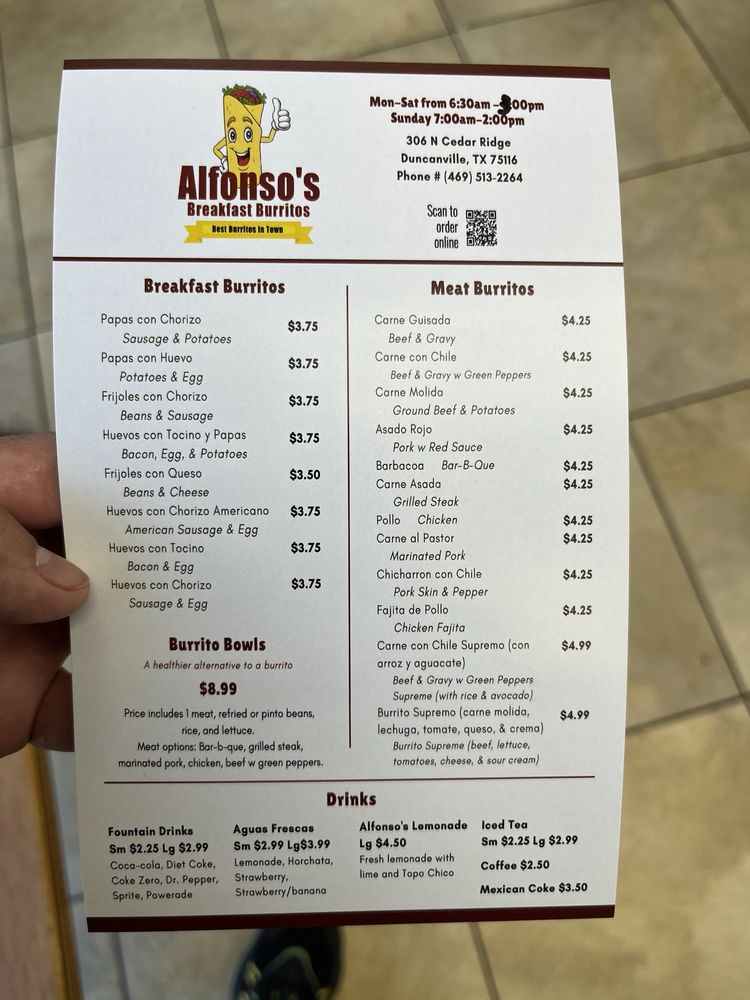 Alfonso's
Breakfast Burritos
Best Burritos in Town
Mon-Sat from 6:30am -3:00pm
Sunday 7:00am-2:00pm
306 N Cedar Ridge
Duncanville, TX 75116
Phone # (469) 513-2264
Scan to
order
online
Breakfast Burritos
Papas con Chorizo $3.75
Sausage & Potatoes
Papas con Huevo $3.75
Potatoes & Egg
Frijoles con Chorizo $3.75
Beans & Sausage
Huevos con Tocino y Papas $3.75
Bacon, Egg, & Potatoes
Frijoles con Queso $3.50
Beans & Cheese
Huevos con Chorizo Americano $3.75
American Sausage & Egg
Huevos con Tocino $3.75
Bacon & Egg
Huevos con Chorizo $3.75
Sausage & Egg
Burrito Bowls
A healthier alternative to a burrito
$8.99
Price includes 1 meat, refried or pinto beans,
rice, and lettuce.
Meat options: Bar-b-que, grilled steak,
marinated pork, chicken, beef w green peppers.
Meat Burritos
Carne Guisada $4.25
Beef & Gravy
Carne con Chile $4.25
Beef & Gravy w Green Peppers
Carne Molida $4.25
Ground Beef & Potatoes
Asado Rojo $4.25
Pork w Red Sauce
Barbacoa Bar-B-Que $4.25
Carne Asada $4.25
Grilled Steak
Pollo Chicken $4.25
Carne al Pastor $4.25
Marinated Pork
Chicharron con Chile $4.25
Pork Skin & Pepper
Fajita de Pollo $4.25
Chicken Fajita
Carne con Chile Supremo (con $4.99
arroz y aguacate)
Beef & Gravy w Green Peppers
Supreme (with rice & avocado)
Burrito Supremo (carne molida, $4.99
lechuga, tomate, queso, & crema)
Burrito Supreme (beef, lettuce,
tomatoes, cheese, & sour cream)
Drinks
Fountain Drinks
Sm $2.25 Lg $2.99
Coca-cola, Diet Coke,
Coke Zero, Dr. Pepper,
Sprite, Powerade
Aguas Frescas
Sm $2.99 Lg$3.99
Lemonade, Horchata,
Strawberry,
Strawberry/banana
Alfonso's Lemonade
Lg $4.50
Fresh lemonade with
lime and Topo Chico
Iced Tea
Sm $2.25 Lg $2.99
Coffee $2.50
Mexican Coke $3.50